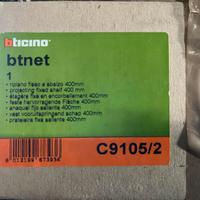 bticino
btnet
1
• ripiano fisso a sbalzo 400mm
• projecting fixed shelf 400 mm
• étagère fixe en encorbellement 400mm
• feste hervorragende Fläche 400mm
• anaquel fijo saliente 400mm
• vast vooruitspringend schap 400mm
• prateleira fixa saliente 400mm
C9105/2